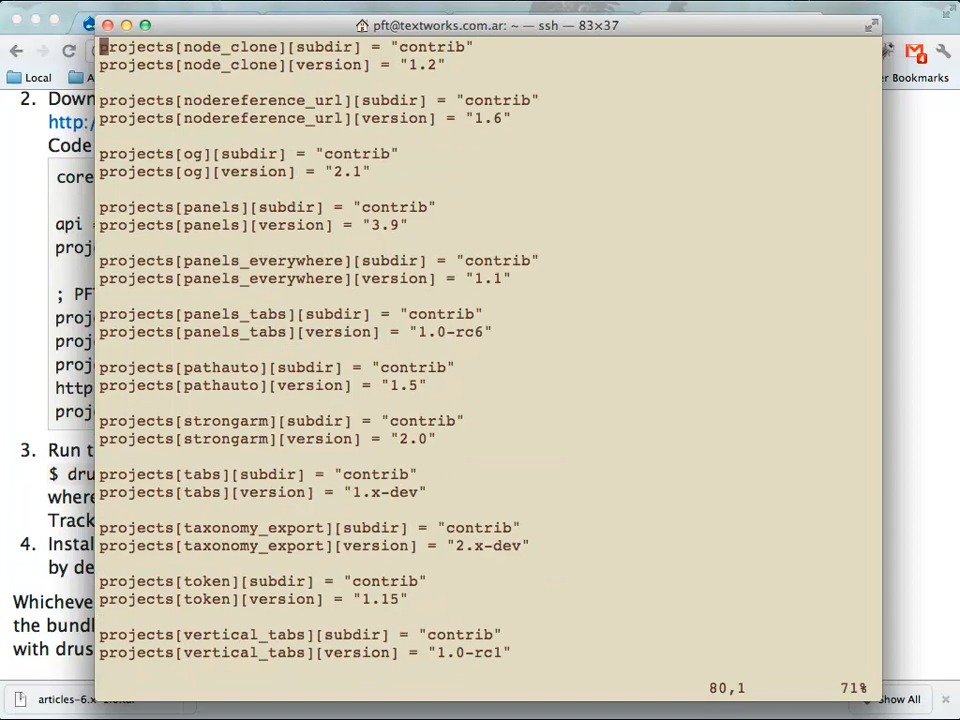 pft@textworks.com.ar: ~ — ssh — 83×37
Local
er Bookmarks
4
projects[node_clone][subdir] = "contrib"
projects[node_clone][version] = "1.2"
projects[nodereference_url][subdir] = "contrib"
projects[nodereference_url][version] = "1.6"
projects[og][subdir] = "contrib"
projects[og][version] = "2.1"
projects[panels][subdir] = "contrib"
projects[panels][version] = "3.9"
projects[panels_everywhere][subdir] = "contrib"
projects[panels_everywhere][version] = "1.1"
projects[panels_tabs][subdir] = "contrib"
projects[panels_tabs][version] = "1.0-rc6"
projects[pathauto][subdir] = "contrib"
projects[pathauto][version] = "1.5"
projects[strongarm][subdir] = "contrib"
projects[strongarm][version] = "2.0"
projects[tabs][subdir] = "contrib"
projects[tabs][version] = "1.x-dev"
projects[taxonomy_export][subdir] = "contrib"
projects[taxonomy_export][version] = "2.x-dev"
projects[token][subdir] = "contrib"
projects[token][version] = "1.15"
projects[vertical_tabs][subdir] = "contrib"
projects[vertical_tabs][version] = "1.0-rc1"
80,1 71%
2. Down
http:/
Code
core
api =
proj
; PF
proj
proj
proj
http
proj
3. Run t
$ dru
where
Track
4. Instal
by de
Whicheve
the bundl
with drus
articles-6.x
Show All